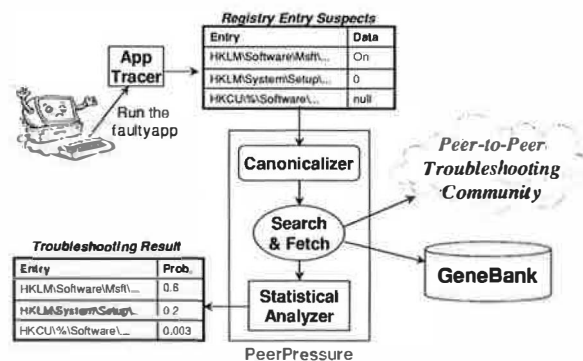 Registry Entry Suspects
Entry Data
HKLM\Software\Msft\... On
HKLM\System\Setup\... 0
HKCU\%\Software\... null
App
Tracer
Run the
faultyapp
Canonicalizer
Peer-to-Peer
Troubleshooting
Community
Search
& Fetch
GeneBank
Troubleshooting Result
Entry Prob.
HKLM\Software\Msft\... 0.6
HKLM\System\Setup\... 0.2
HKCU\%\Software\... 0.003
Statistical
Analyzer
PeerPressure